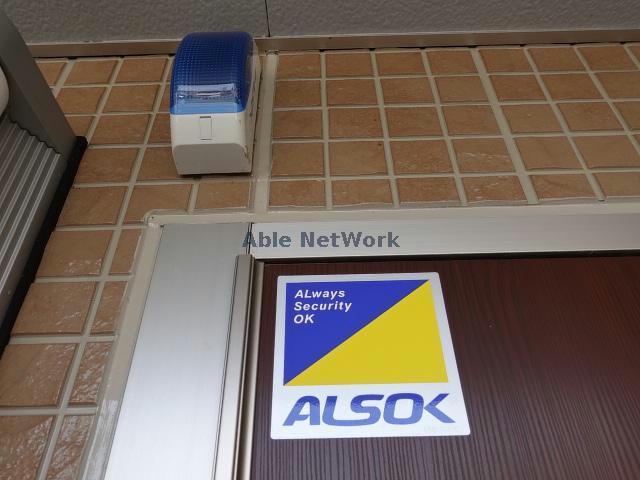 Able NetWork
ALways
Security
OK
ALSOK